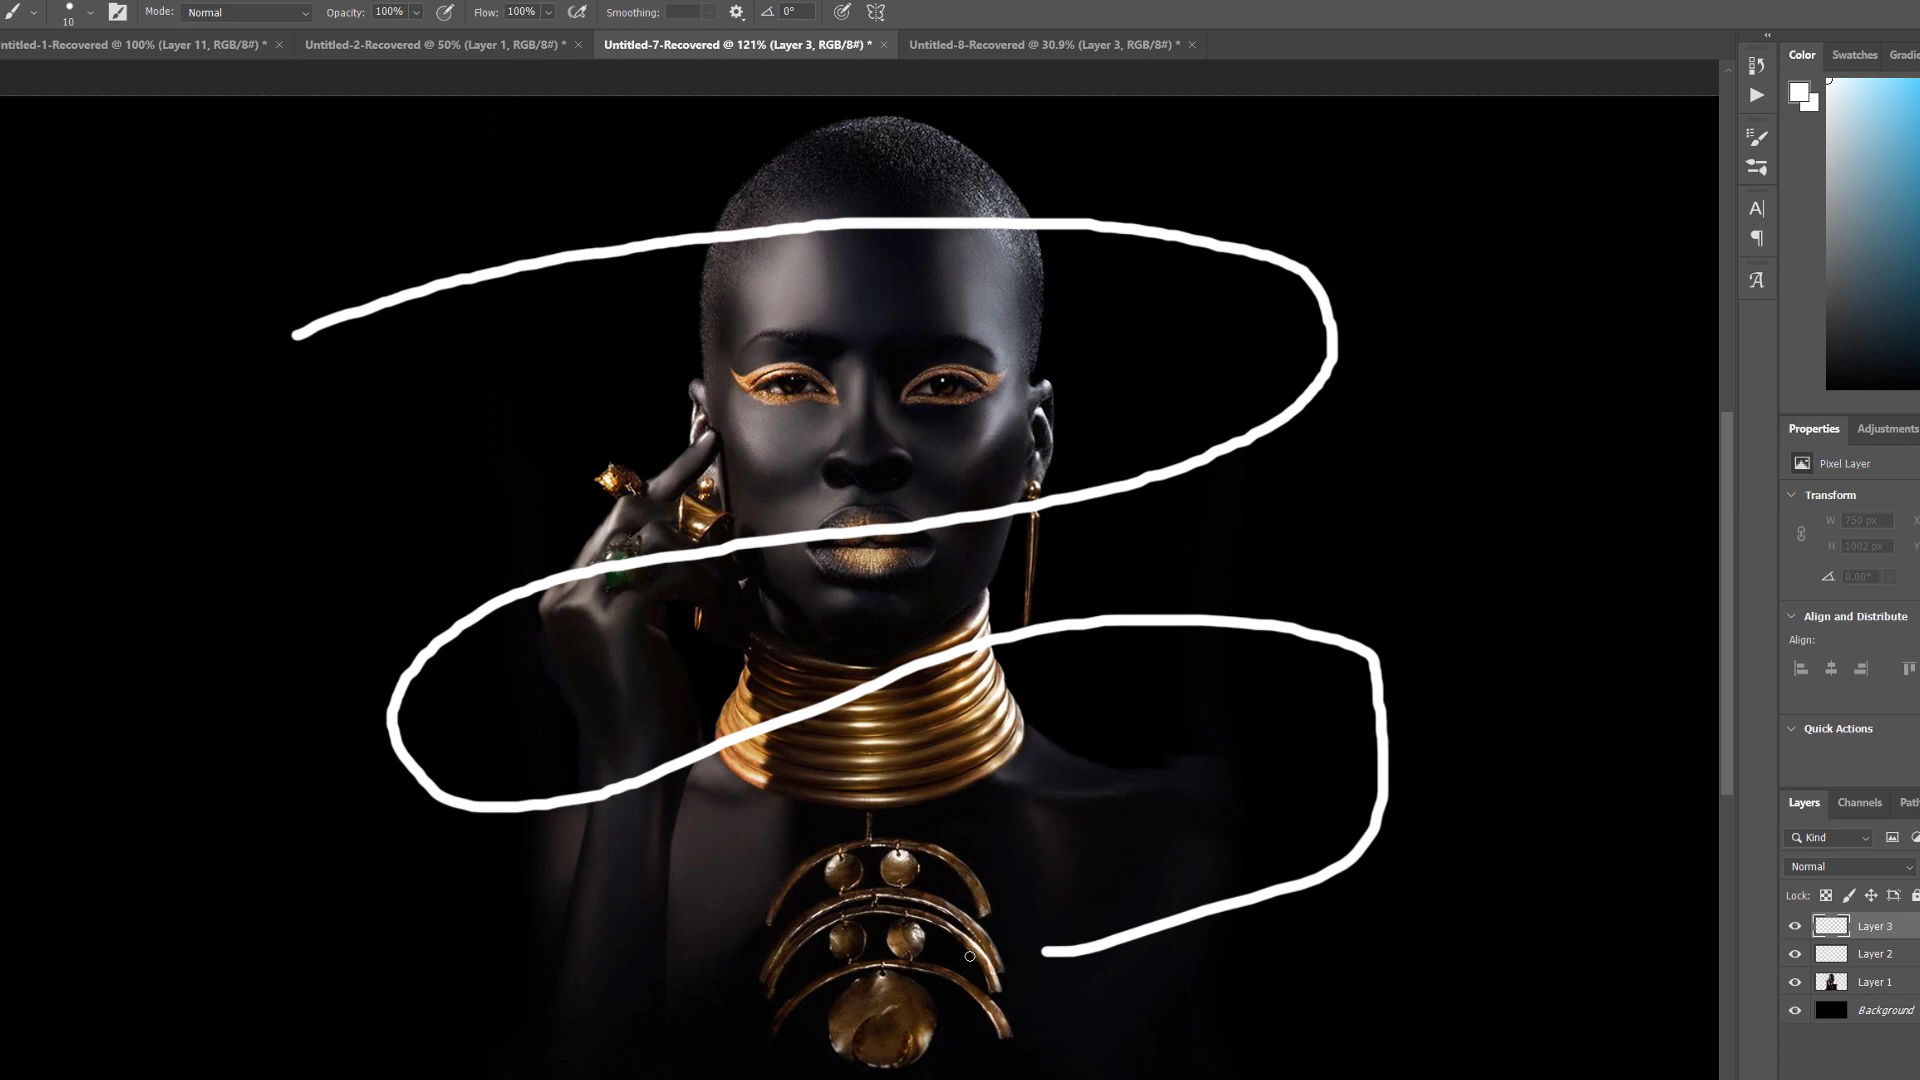 10
Mode: Normal
Opacity: 100%
Flow: 100%
Smoothing:
0°
ntitled-1-Recovered @ 100% (Layer 11, RGB/8#) *
Untitled-2-Recovered @ 50% (Layer 1, RGB/8#) *
Untitled-7-Recovered @ 121% (Layer 3, RGB/8#) *
Untitled-8-Recovered @ 30.9% (Layer 3, RGB/8#) *
Color Swatches Gradie
Properties Adjustments
Pixel Layer
Transform
W 750 px X
H 1002 px Y
0.00°
Align and Distribute
Align:
Quick Actions
Layers Channels Path
Kind
Normal
Lock:
Layer 3
Layer 2
Layer 1
Background